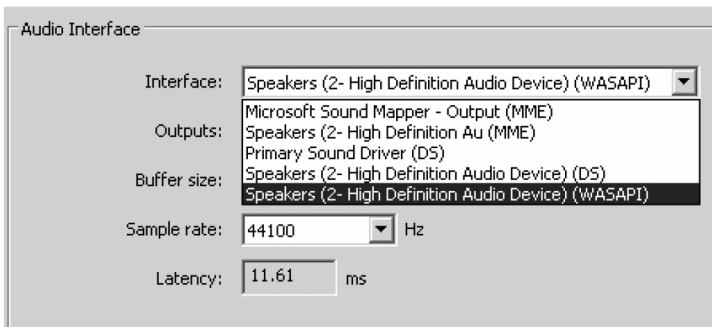 Audio Interface
Interface: Speakers (2- High Definition Audio Device) (WASAPI)
Microsoft Sound Mapper - Output (MME)
Outputs: Speakers (2- High Definition Au (MME)
Primary Sound Driver (DS)
Buffer size: Speakers (2- High Definition Audio Device) (DS)
Speakers (2- High Definition Audio Device) (WASAPI)
Sample rate: 44100 Hz
Latency: 11.61 ms